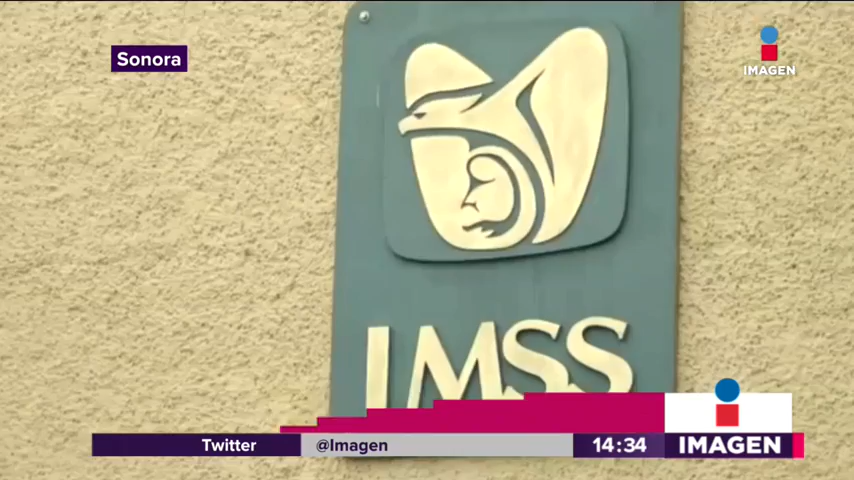 Sonora
IMAGEN
IMSS
Twitter
@Imagen
14:34
IMAGEN